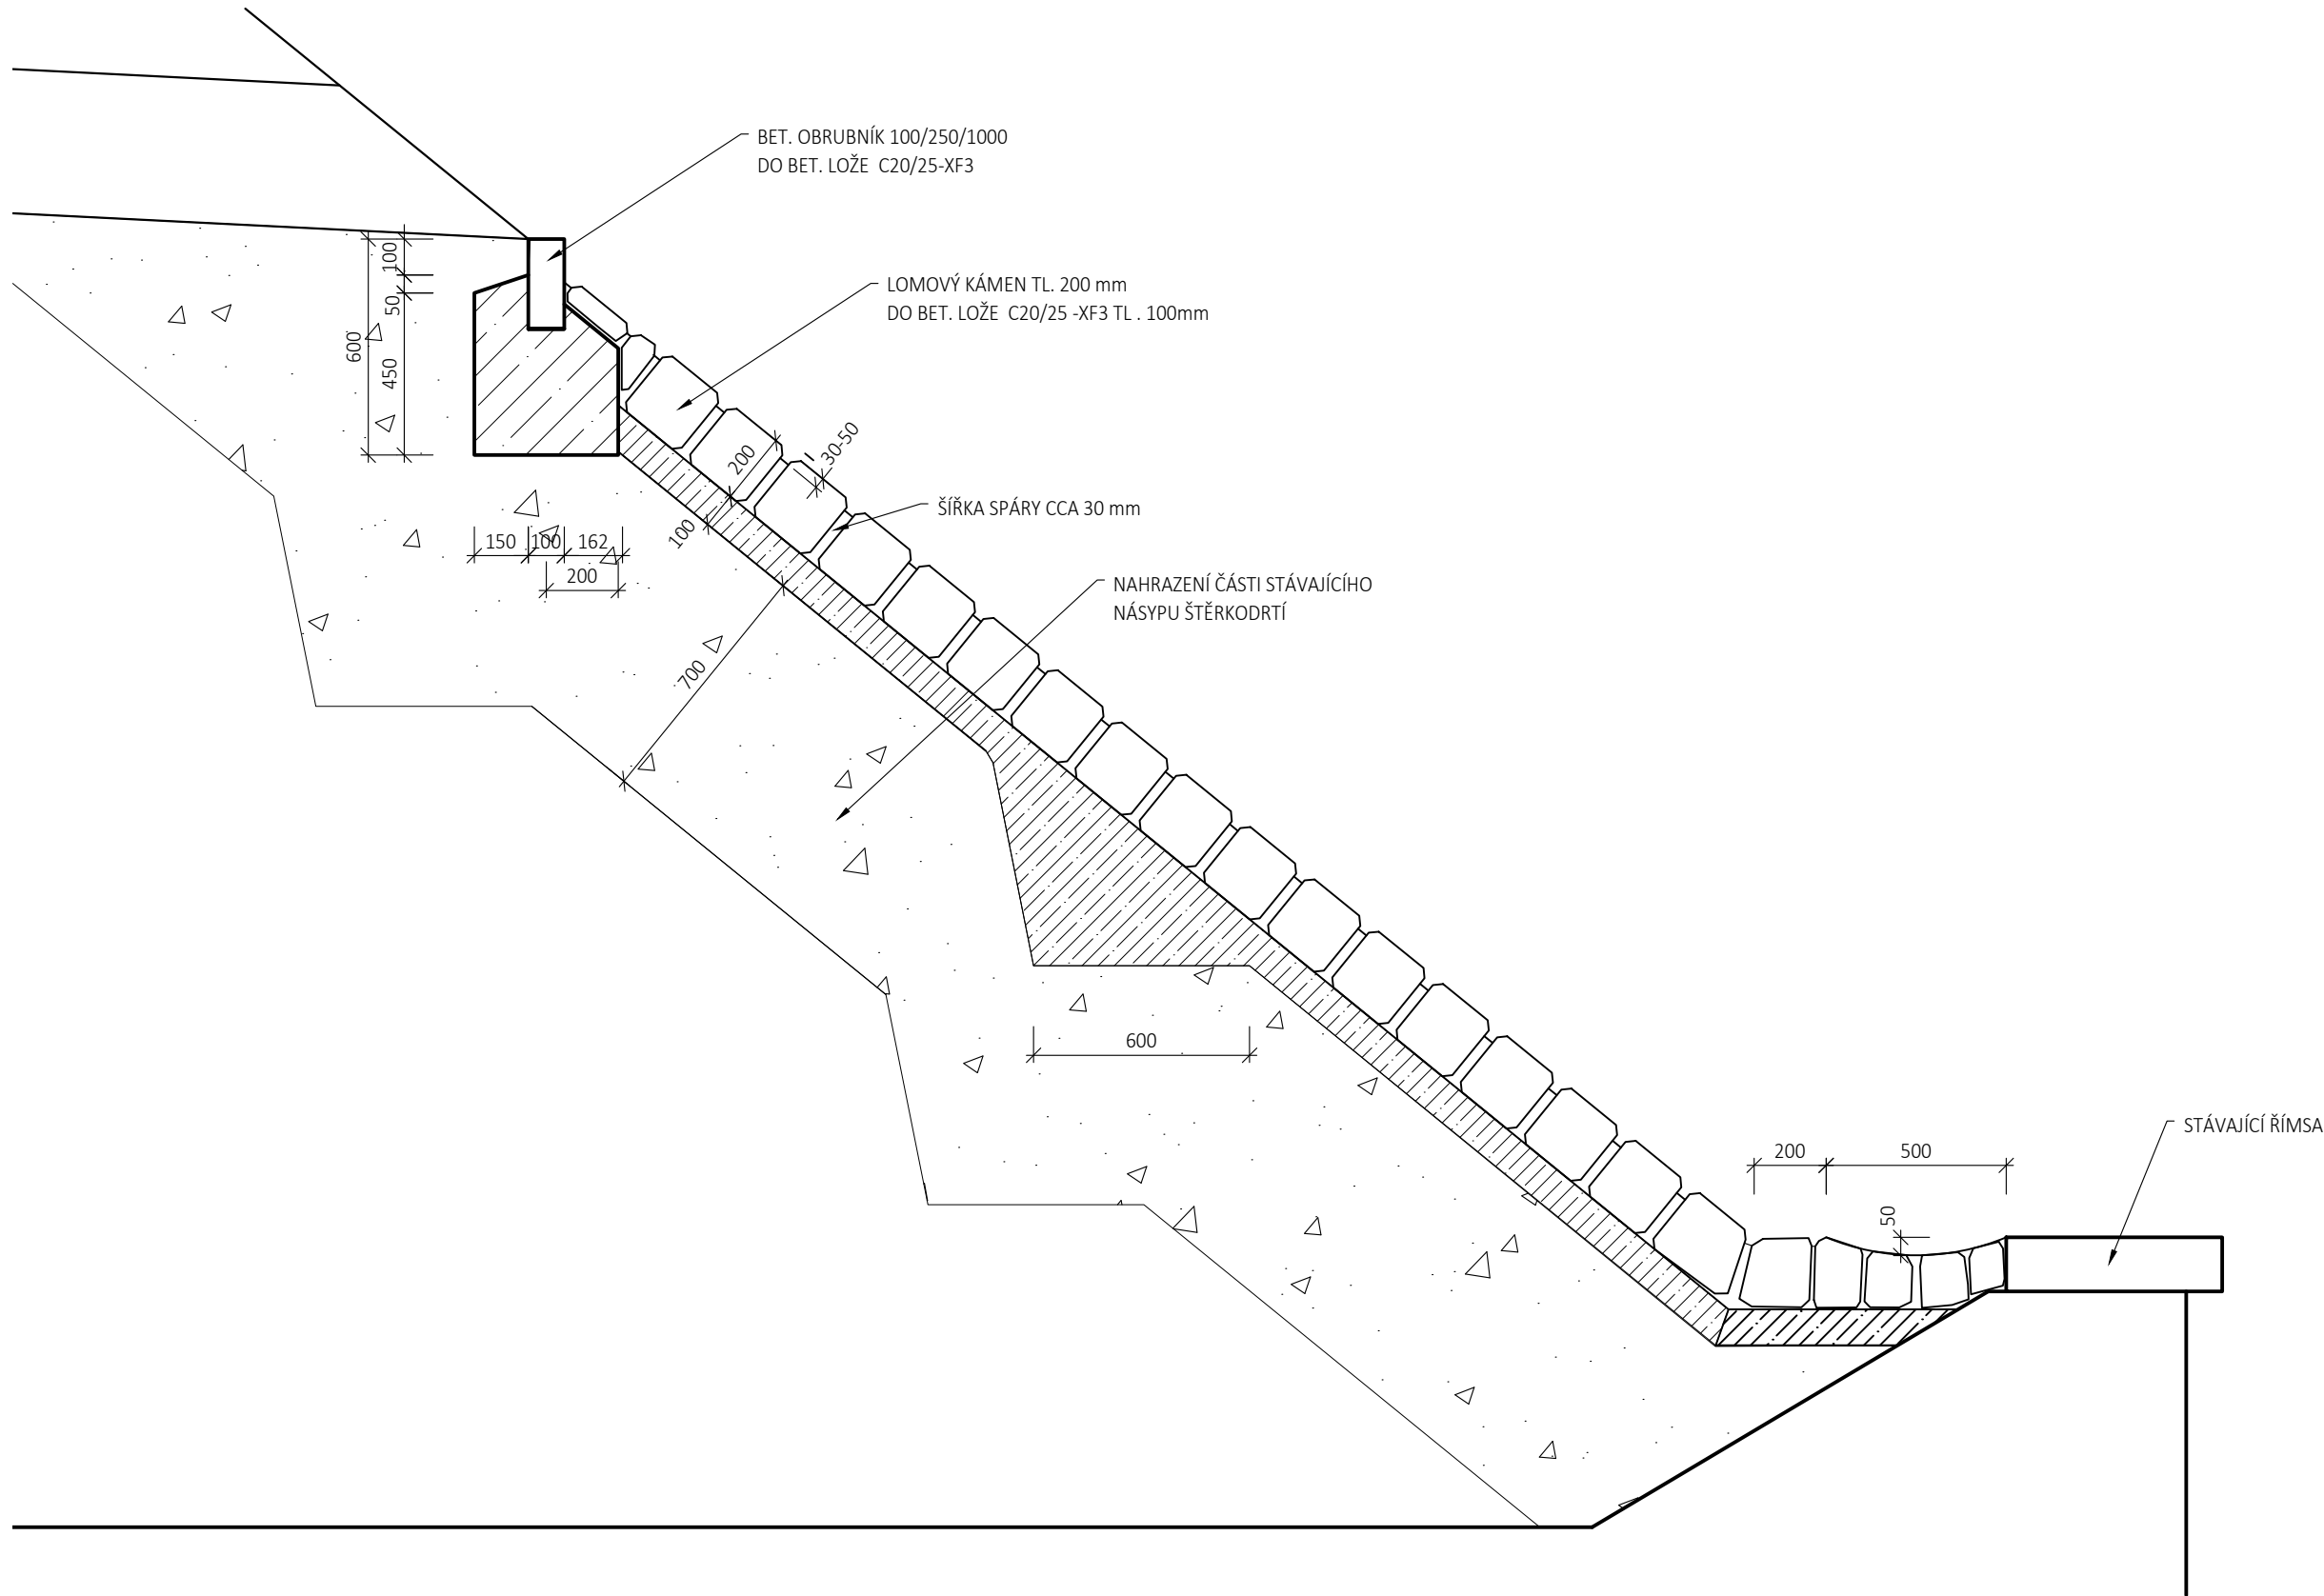 BET. OBRUBNÍK 100/250/1000
DO BET. LOŽE C20/25-XF3
LOMOVÝ KÁMEN TL. 200 mm
DO BET. LOŽE C20/25 -XF3 TL . 100mm
100
50
600
450
200
30-50
100
ŠÍŘKA SPÁRY CCA 30 mm
150
100
162
200
NAHRAZENÍ ČÁSTI STÁVAJÍCÍHO
NÁSYPU ŠTĚRKODRTÍ
700
600
STÁVAJÍCÍ ŘÍMSA
200
500
50